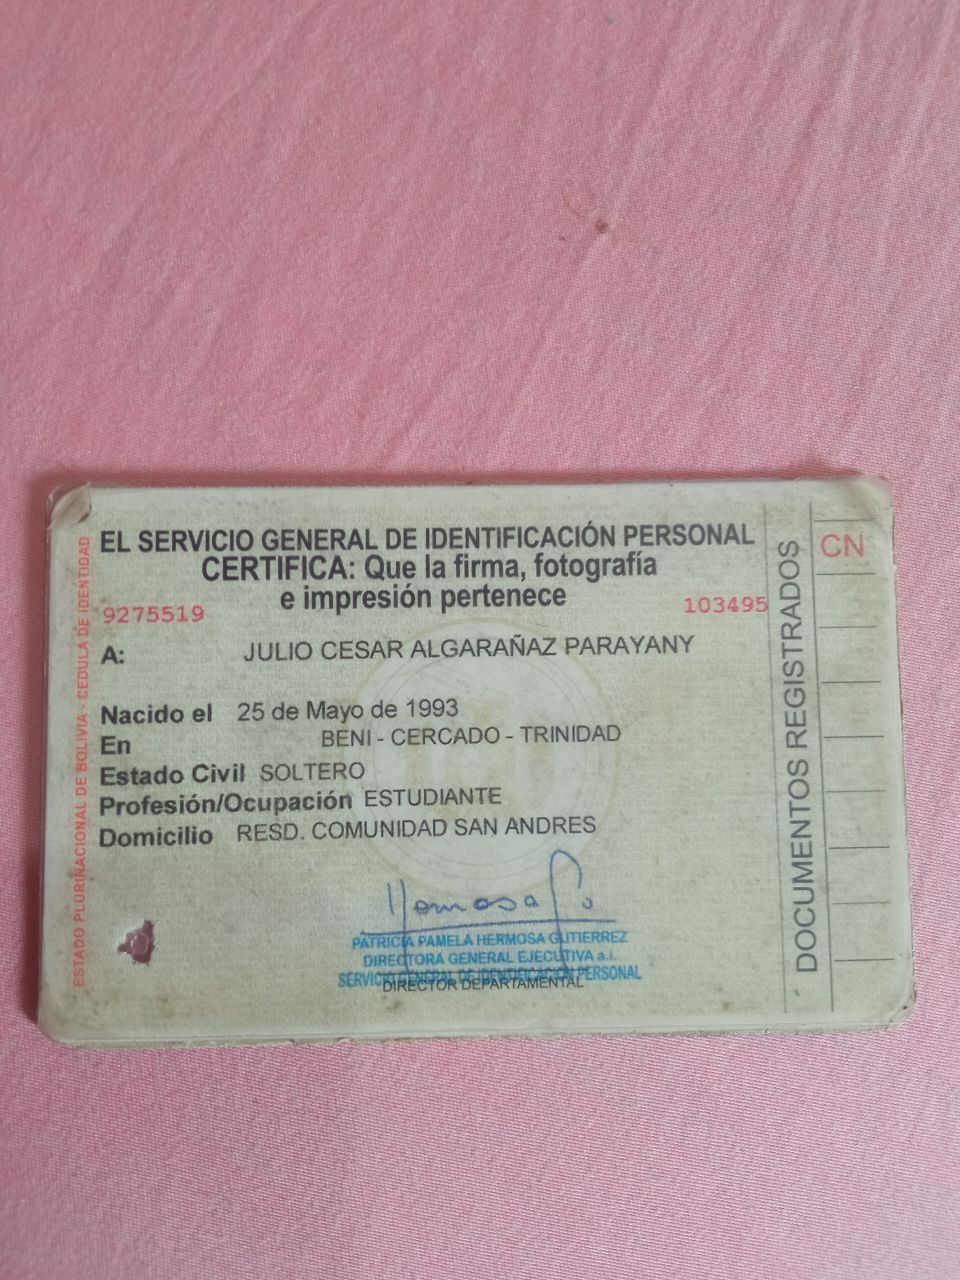 EL SERVICIO GENERAL DE IDENTIFICACIÓN PERSONAL
CERTIFICA: Que la firma, fotografía
e impresión pertenece
9275519
103495
A: JULIO CESAR ALGARAÑAZ PARAYANY
Nacido el 25 de Mayo de 1993
En BENI - CERCADO - TRINIDAD
Estado Civil SOLTERO
Profesión/Ocupación ESTUDIANTE
Domicilio RESD. COMUNIDAD SAN ANDRES
Hermosa G
PATRICIA PAMELA HERMOSA GUTIERREZ
DIRECTORA GENERAL EJECUTIVA a.i.
SERVICIO GENERAL DE IDENTIFICACIÓN PERSONAL
DIRECTOR DEPARTAMENTAL
ESTADO PLURINACIONAL DE BOLIVIA - CEDULA DE IDENTIDAD
DOCUMENTOS REGISTRADOS
CN